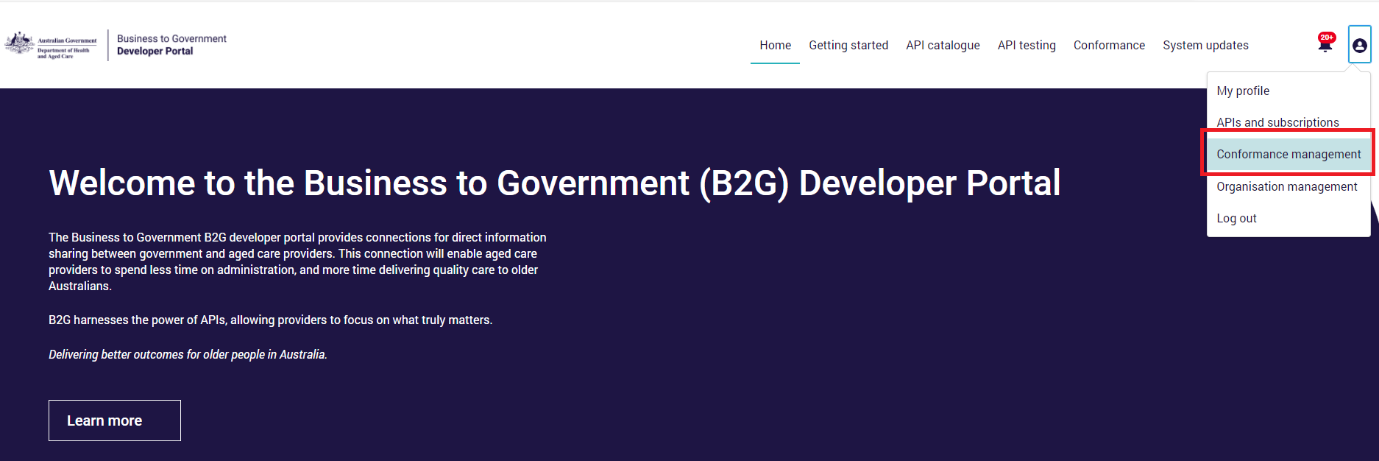 Australian Government
Department of Health
and Aged Care
Business to Government
Developer Portal
Home Getting started API catalogue API testing Conformance System updates
20+
My profile
APIs and subscriptions
Conformance management
Organisation management
Log out
Welcome to the Business to Government (B2G) Developer Portal
The Business to Government B2G developer portal provides connections for direct information
sharing between government and aged care providers. This connection will enable aged care
providers to spend less time on administration, and more time delivering quality care to older
Australians.
B2G harnesses the power of APIs, allowing providers to focus on what truly matters.
Delivering better outcomes for older people in Australia.
Learn more